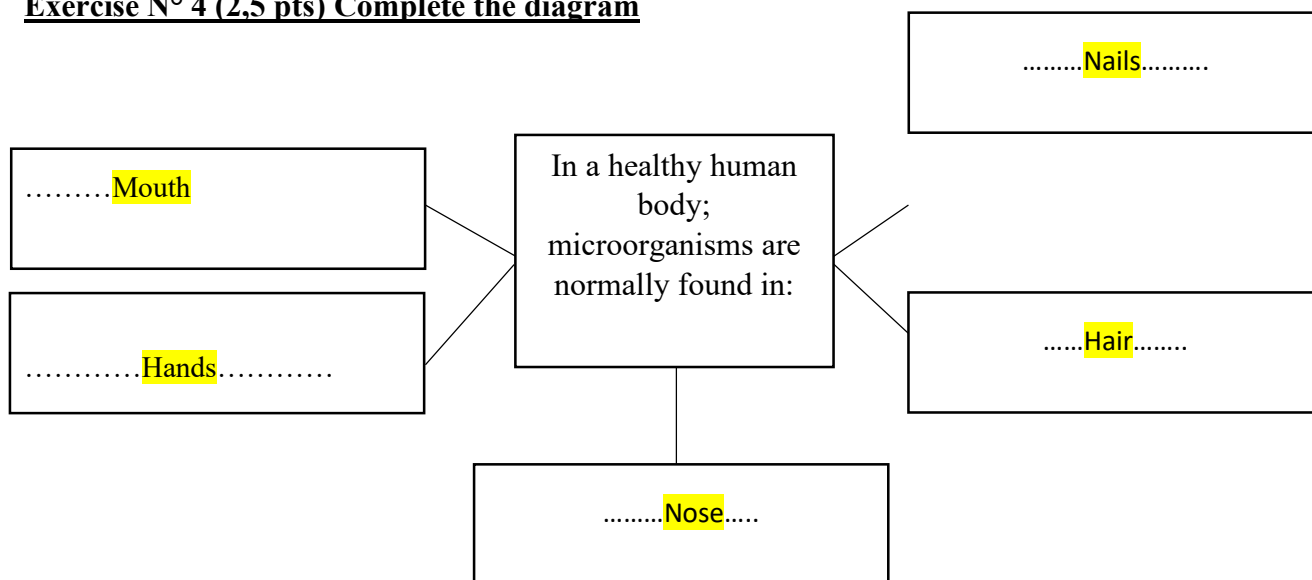 Exercise N° 4 (2,5 pts) Complete the diagram
………Nails……….
………Mouth
In a healthy human
body;
microorganisms are
normally found in:
…………Hands…………
……Hair……..
………Nose…..